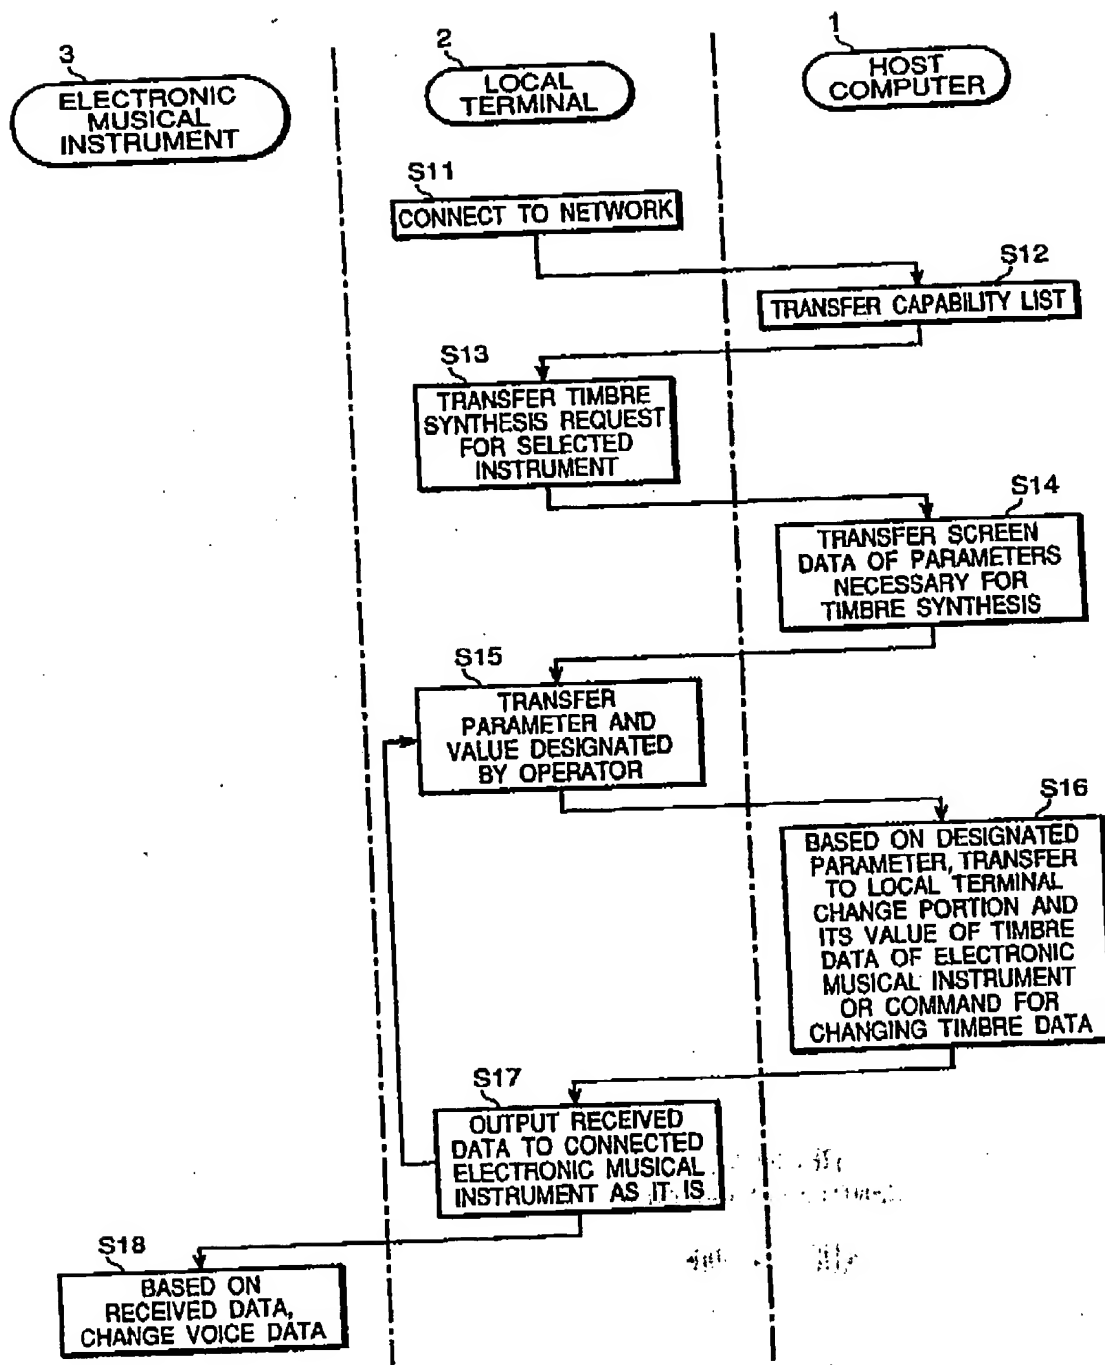 3
ELECTRONIC
MUSICAL
INSTRUMENT
2
LOCAL
TERMINAL
1
HOST
COMPUTER
S11
CONNECT TO NETWORK
S12
TRANSFER CAPABILITY LIST
S13
TRANSFER TIMBRE
SYNTHESIS REQUEST
FOR SELECTED
INSTRUMENT
S14
TRANSFER SCREEN
DATA OF PARAMETERS
NECESSARY FOR
TIMBRE SYNTHESIS
S15
TRANSFER
PARAMETER AND
VALUE DESIGNATED
BY OPERATOR
S16
BASED ON DESIGNATED
PARAMETER, TRANSFER
TO LOCAL TERMINAL
CHANGE PORTION AND
ITS VALUE OF TIMBRE
DATA OF ELECTRONIC
MUSICAL INSTRUMENT
OR COMMAND FOR
CHANGING TIMBRE DATA
S17
OUTPUT RECEIVED
DATA TO CONNECTED
ELECTRONIC MUSICAL
INSTRUMENT AS IT IS
S18
BASED ON
RECEIVED DATA,
CHANGE VOICE DATA